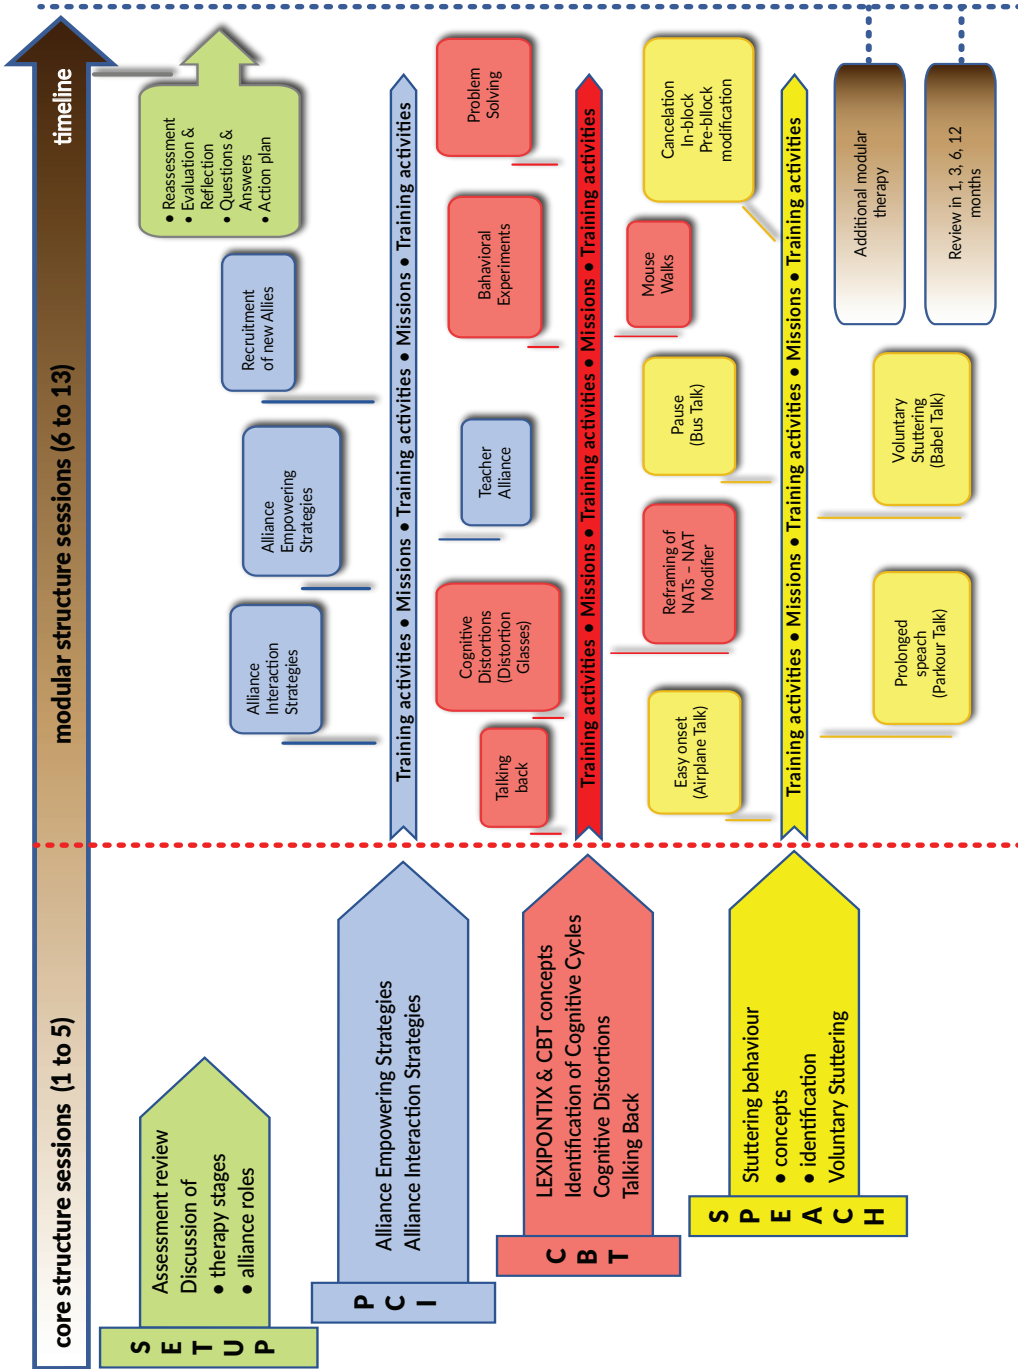 core structure sessions (1 to 5)
modular structure sessions (6 to 13)
timeline
SETUP
Assessment review
Discussion of
• therapy stages
• alliance roles
• Reassessment
• Evaluation &
Reflection
• Questions &
Answers
• Action plan
PCI
Alliance Empowering Strategies
Alliance Interaction Strategies
Alliance
Interaction
Strategies
Alliance
Empowering
Strategies
Recruitment
of new Allies
Training activities • Missions • Training activities • Missions • Training activities
CBT
LEXIPONTIX & CBT concepts
Identification of Cognitive Cycles
Cognitive Distortions
Talking Back
Talking
back
Cognitive
Distortions
(Distortion
Glasses)
Teacher
Alliance
Bahavioral
Experiments
Problem
Solving
Training activities • Missions • Training activities • Missions • Training activities
SPEACH
Stuttering behaviour
• concepts
• identification
Voluntary Stuttering
Easy onset
(Airplane Talk)
Reframing of
NATs – NAT
Modifier
Pause
(Bus Talk)
Mouse
Walks
Cancelation
In-block
Pre-bllock
modification
Training activities • Missions • Training activities • Missions • Training activities
Prolonged
speach
(Parkour Talk)
Voluntary
Stuttering
(Babel Talk)
Additional modular
therapy
Review in 1, 3, 6, 12
months